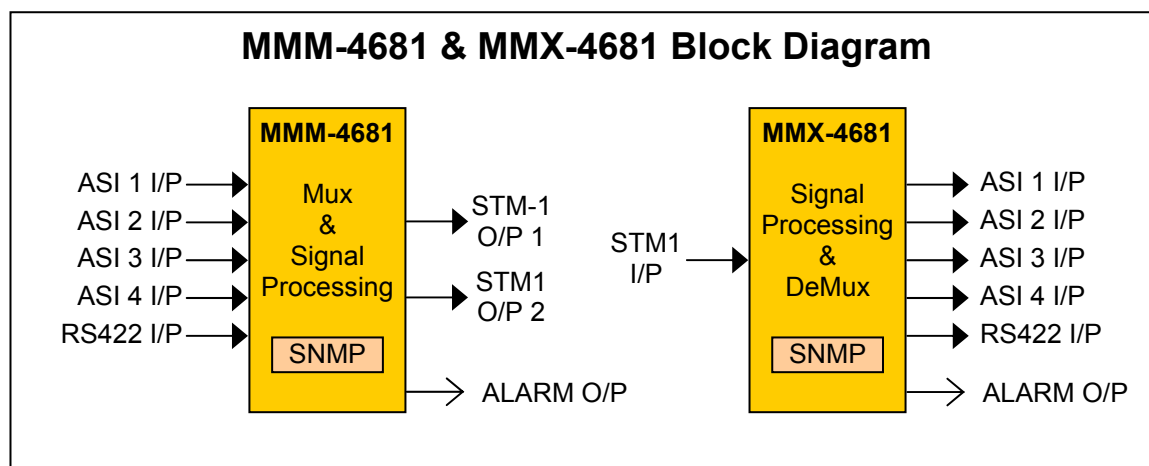 MMM-4681 & MMX-4681 Block Diagram
MMM-4681
ASI 1 I/P
ASI 2 I/P
ASI 3 I/P
ASI 4 I/P
RS422 I/P
Mux
&
Signal
Processing
SNMP
STM-1
O/P 1
STM1
O/P 2
ALARM O/P
MMX-4681
STM1
I/P
Signal
Processing
&
DeMux
SNMP
ASI 1 I/P
ASI 2 I/P
ASI 3 I/P
ASI 4 I/P
RS422 I/P
ALARM O/P